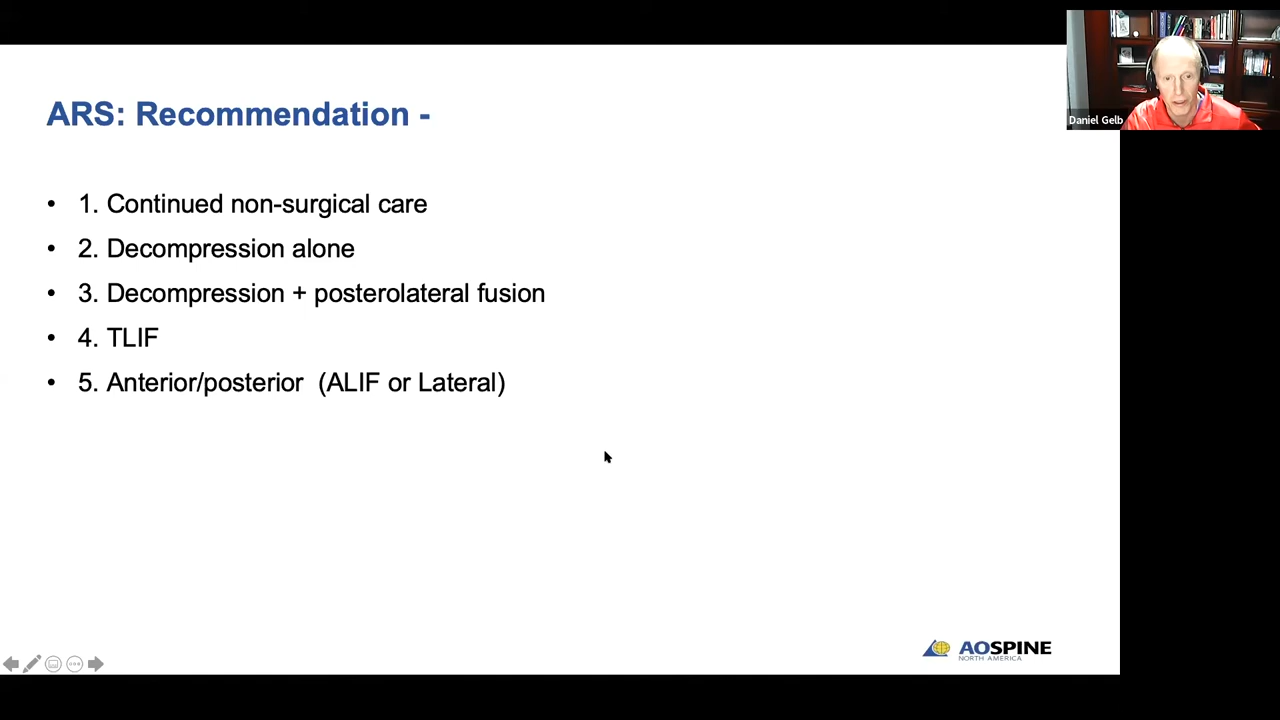 ARS: Recommendation -
• 1. Continued non-surgical care
• 2. Decompression alone
• 3. Decompression + posterolateral fusion
• 4. TLIF
• 5. Anterior/posterior  (ALIF or Lateral)
Daniel Gelb
AOSPINE
NORTH AMERICA